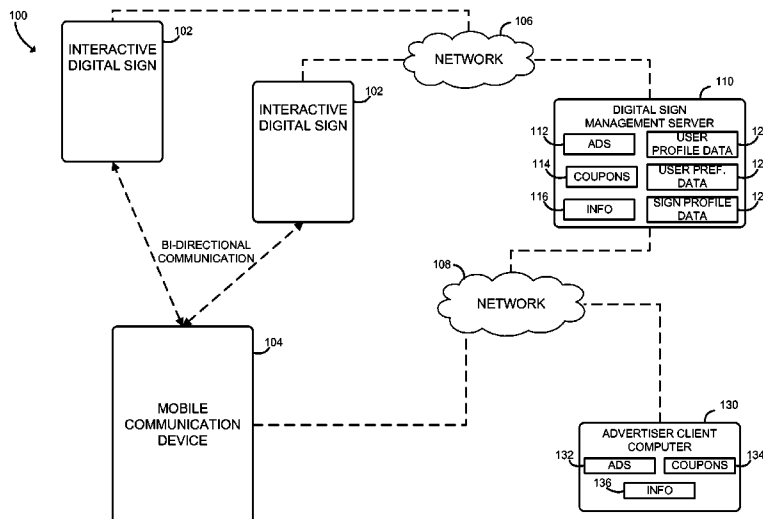 100
102
INTERACTIVE
DIGITAL SIGN
102
INTERACTIVE
DIGITAL SIGN
106
NETWORK
110
DIGITAL SIGN
MANAGEMENT SERVER
112
ADS
USER
PROFILE DATA
114
COUPONS
USER PREF.
DATA
116
INFO
SIGN PROFILE
DATA
BI-DIRECTIONAL
COMMUNICATION
108
NETWORK
104
MOBILE
COMMUNICATION
DEVICE
130
ADVERTISER CLIENT
COMPUTER
132
ADS
COUPONS
134
136
INFO